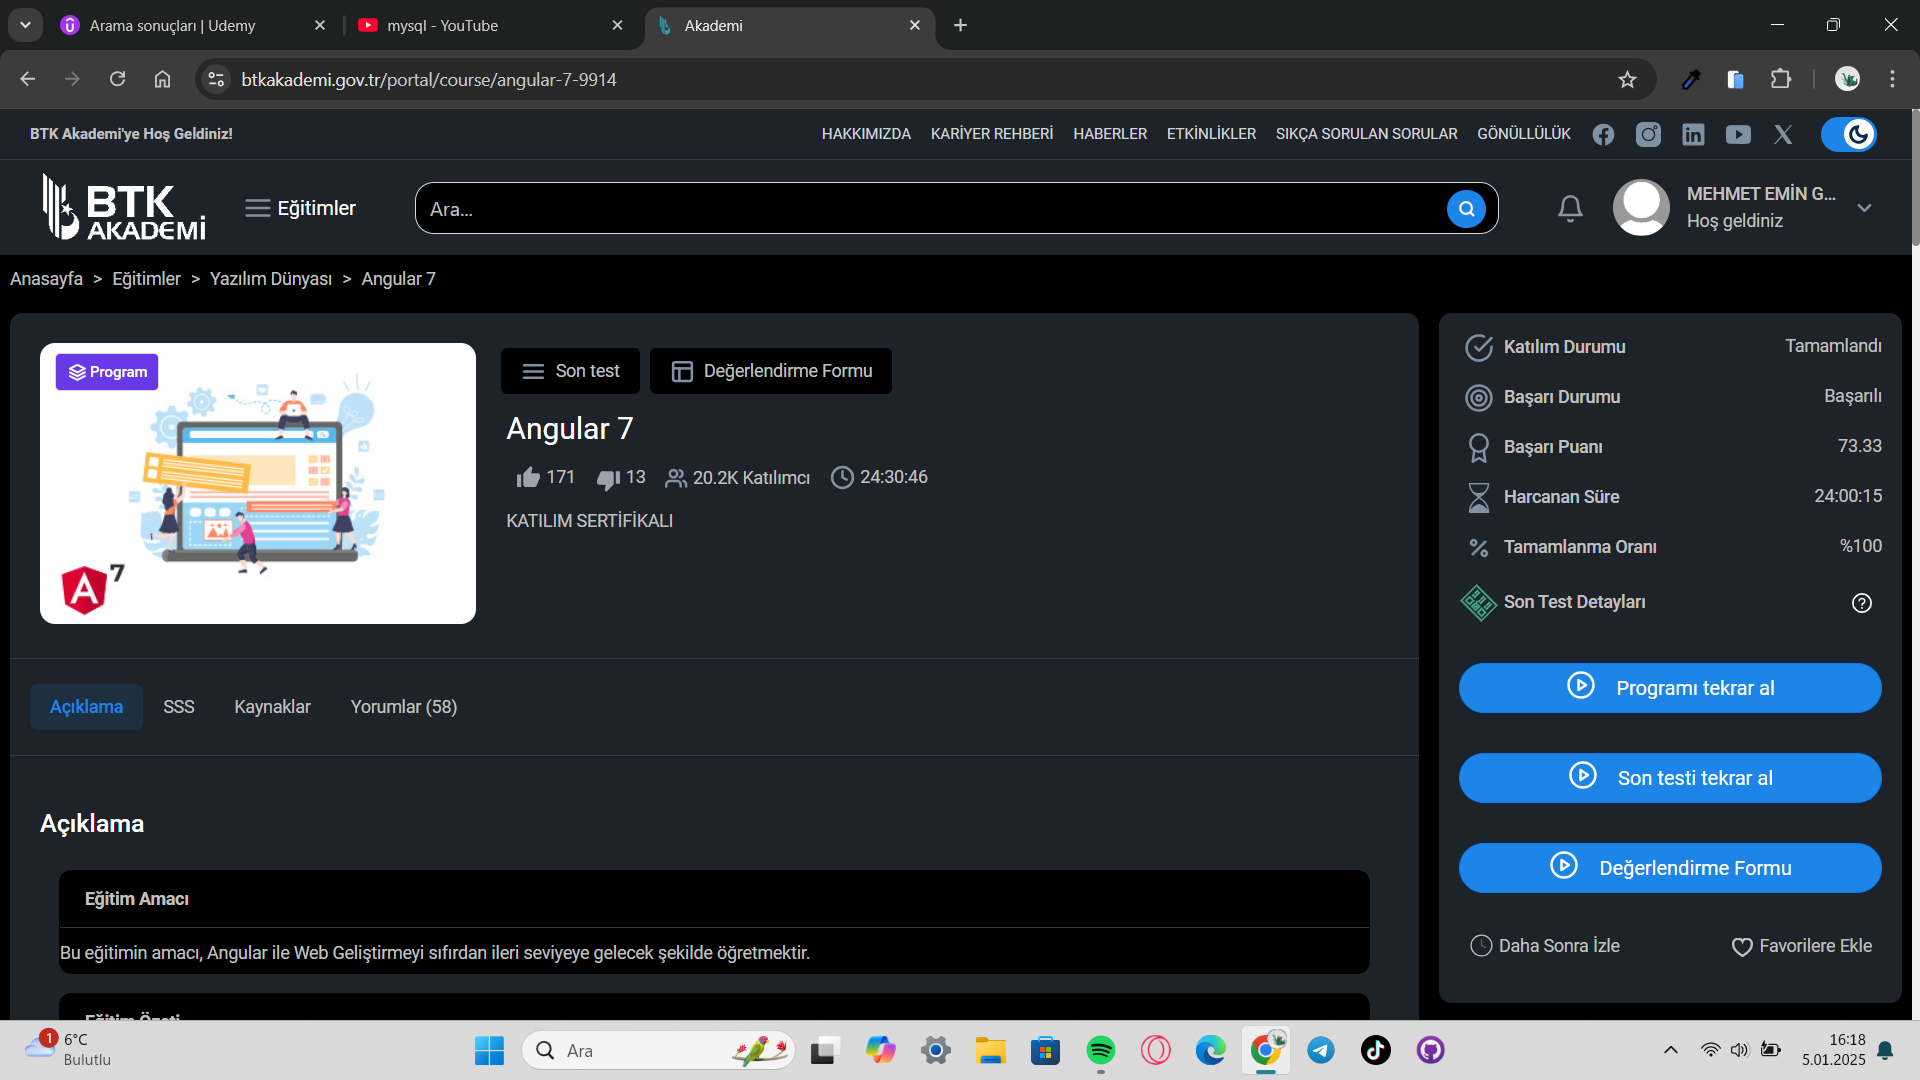 Arama sonuçları | Udemy
mysql - YouTube
Akademi
btkakademi.gov.tr/portal/course/angular-7-9914
BTK Akademi'ye Hoş Geldiniz!
HAKKIMIZDA
KARİYER REHBERİ
HABERLER
ETKİNLİKLER
SIKÇA SORULAN SORULAR
GÖNÜLLÜLÜK
BTK AKADEMİ
Eğitimler
Ara...
MEHMET EMİN G...
Hoş geldiniz
Anasayfa > Eğitimler > Yazılım Dünyası > Angular 7
Program
A 7
Son test
Değerlendirme Formu
Angular 7
171
13
20.2K Katılımcı
24:30:46
KATILIM SERTİFİKALI
Katılım Durumu Tamamlandı
Başarı Durumu Başarılı
Başarı Puanı 73.33
Harcanan Süre 24:00:15
Tamamlanma Oranı %100
Son Test Detayları
Programı tekrar al
Son testi tekrar al
Değerlendirme Formu
Daha Sonra İzle
Favorilere Ekle
Açıklama
SSS
Kaynaklar
Yorumlar (58)
Açıklama
Eğitim Amacı
Bu eğitimin amacı, Angular ile Web Geliştirmeyi sıfırdan ileri seviyeye gelecek şekilde öğretmektir.
Eğitim Özeti
1
6°C
Bulutlu
Ara
16:18
5.01.2025